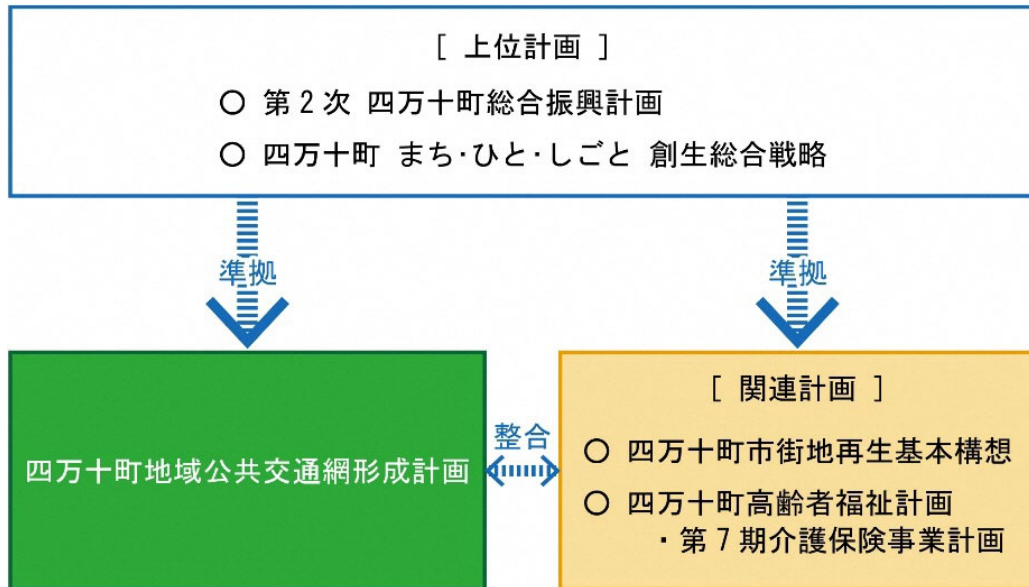 [ 上位計画 ]
○ 第2次 四万十町総合振興計画
○ 四万十町 まち・ひと・しごと 創生総合戦略
準拠
準拠
四万十町地域公共交通網形成計画
整合
[ 関連計画 ]
○ 四万十町市街地再生基本構想
○ 四万十町高齢者福祉計画
・第7期介護保険事業計画